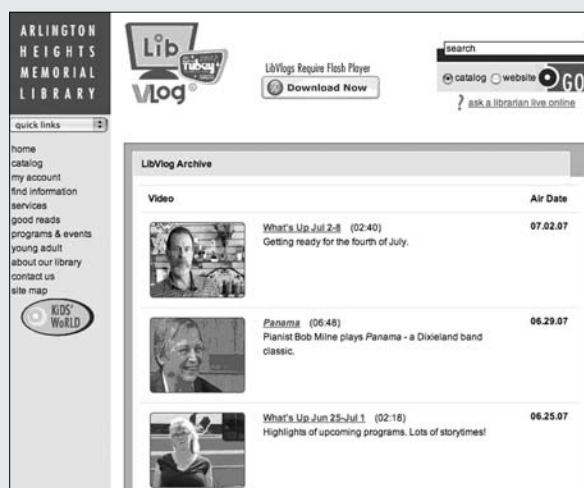 ARLINGTON
HEIGHTS
MEMORIAL
LIBRARY
quick links
home
catalog
my account
find information
services
good reads
programs & events
young adult
about our library
contact us
site map
KiDS'
WoRLD
Lib
TUBEY
VLog
LibVlogs Require Flash Player
Download Now
search
catalog website GO
? ask a librarian live online
LibVlog Archive
Video Air Date
What's Up Jul 2-8 (02:40) 07.02.07
Getting ready for the fourth of July.
Panama (06:48) 06.29.07
Pianist Bob Milne plays Panama - a Dixieland band
classic.
What's Up Jun 25-Jul 1 (02:18) 06.25.07
Highlights of upcoming programs. Lots of storytimes!